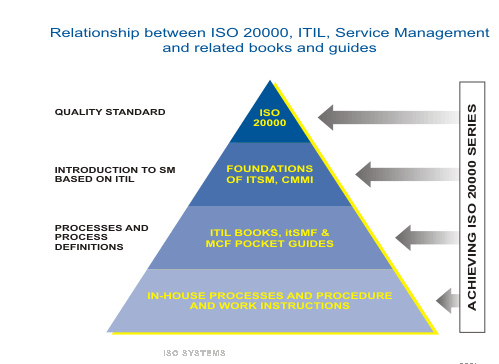 Relationship between ISO 20000, ITIL, Service Management
and related books and guides
QUALITY STANDARD
ISO
20000
INTRODUCTION TO SM
BASED ON ITIL
FOUNDATIONS
OF ITSM, CMMI
PROCESSES AND
PROCESS
DEFINITIONS
ITIL BOOKS, itSMF &
MCF POCKET GUIDES
IN-HOUSE PROCESSES AND PROCEDURE
AND WORK INSTRUCTIONS
ACHIEVING ISO 20000 SERIES
ISO SYSTEMS